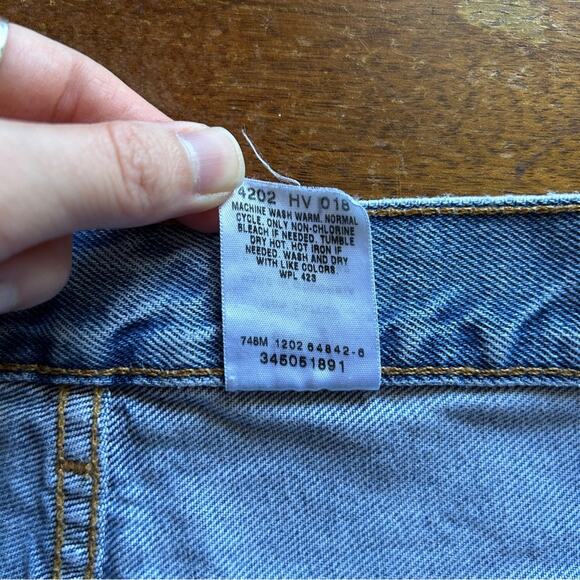 4202 HV 018
MACHINE WASH WARM. NORMAL
CYCLE. ONLY NON-CHLORINE
BLEACH IF NEEDED. TUMBLE
DRY HOT. HOT IRON IF
NEEDED. WASH AND DRY
WITH LIKE COLORS.
WPL 423
748M 1202 64842-6
345051891